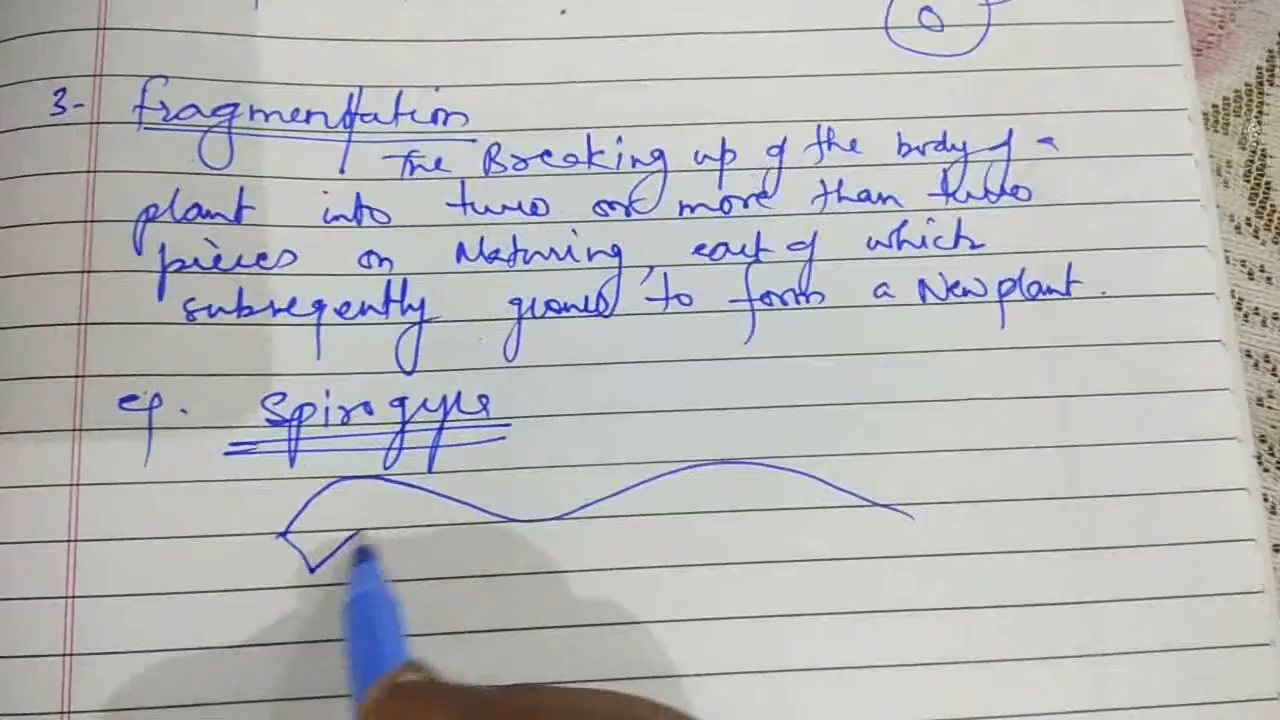 3- fragmentation
The Breaking up of the body of a
plant into two or more than two
pieces on Maturing, each of which
subseqently grows to form a New plant.
eg. Spirogyra